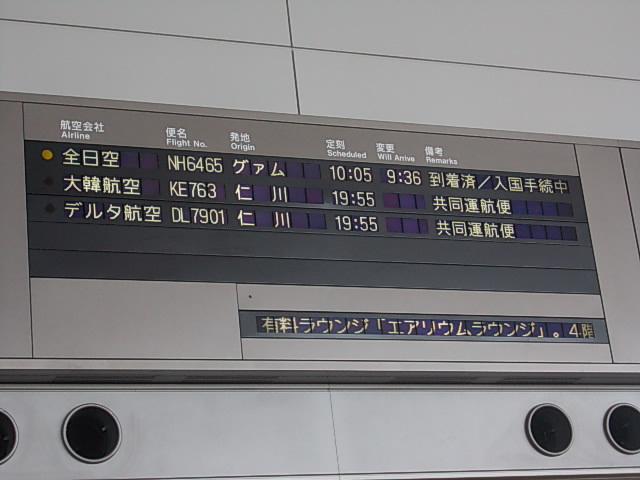 航空会社 便名 発地 定刻 変更 備考
Airline Flight No. Origin Scheduled Will Arrive Remarks
全日空 NH6465 グァム 10:05 9:36 到着済／入国手続中
大韓航空 KE763 仁川 19:55 共同運航便
デルタ航空 DL7901 仁川 19:55 共同運航便
有料ラウンジ「エアリウムラウンジ」。4階